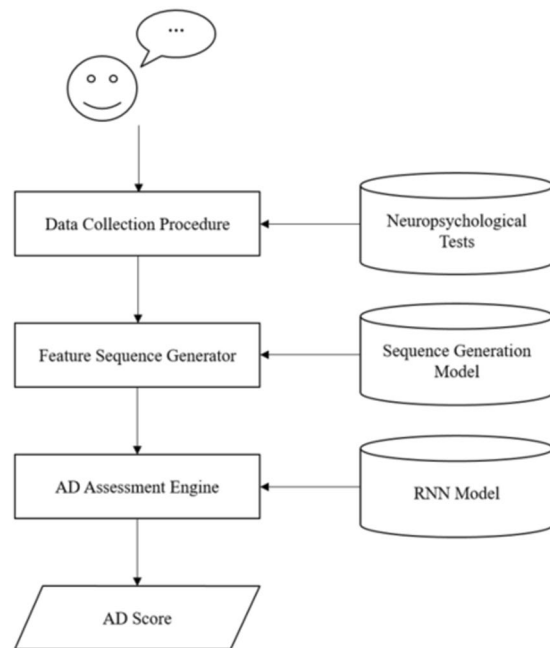 ...
Data Collection Procedure
Neuropsychological
Tests
Feature Sequence Generator
Sequence Generation
Model
AD Assessment Engine
RNN Model
AD Score